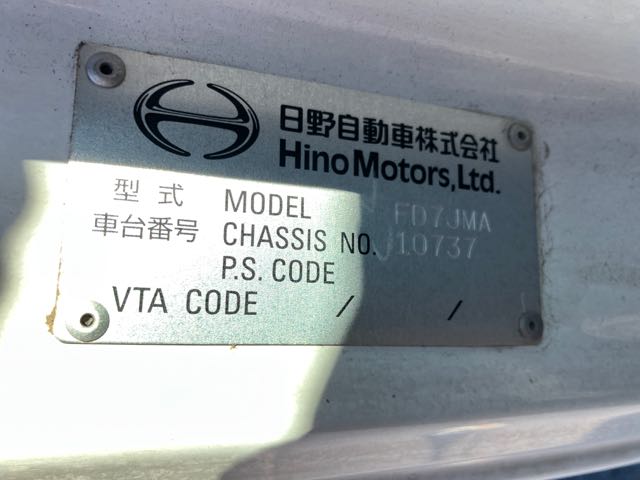 日野自動車株式会社
Hino Motors, Ltd.
型式 MODEL FD7JMA
車台番号 CHASSIS NO. 10737
P.S. CODE
VTA CODE / /